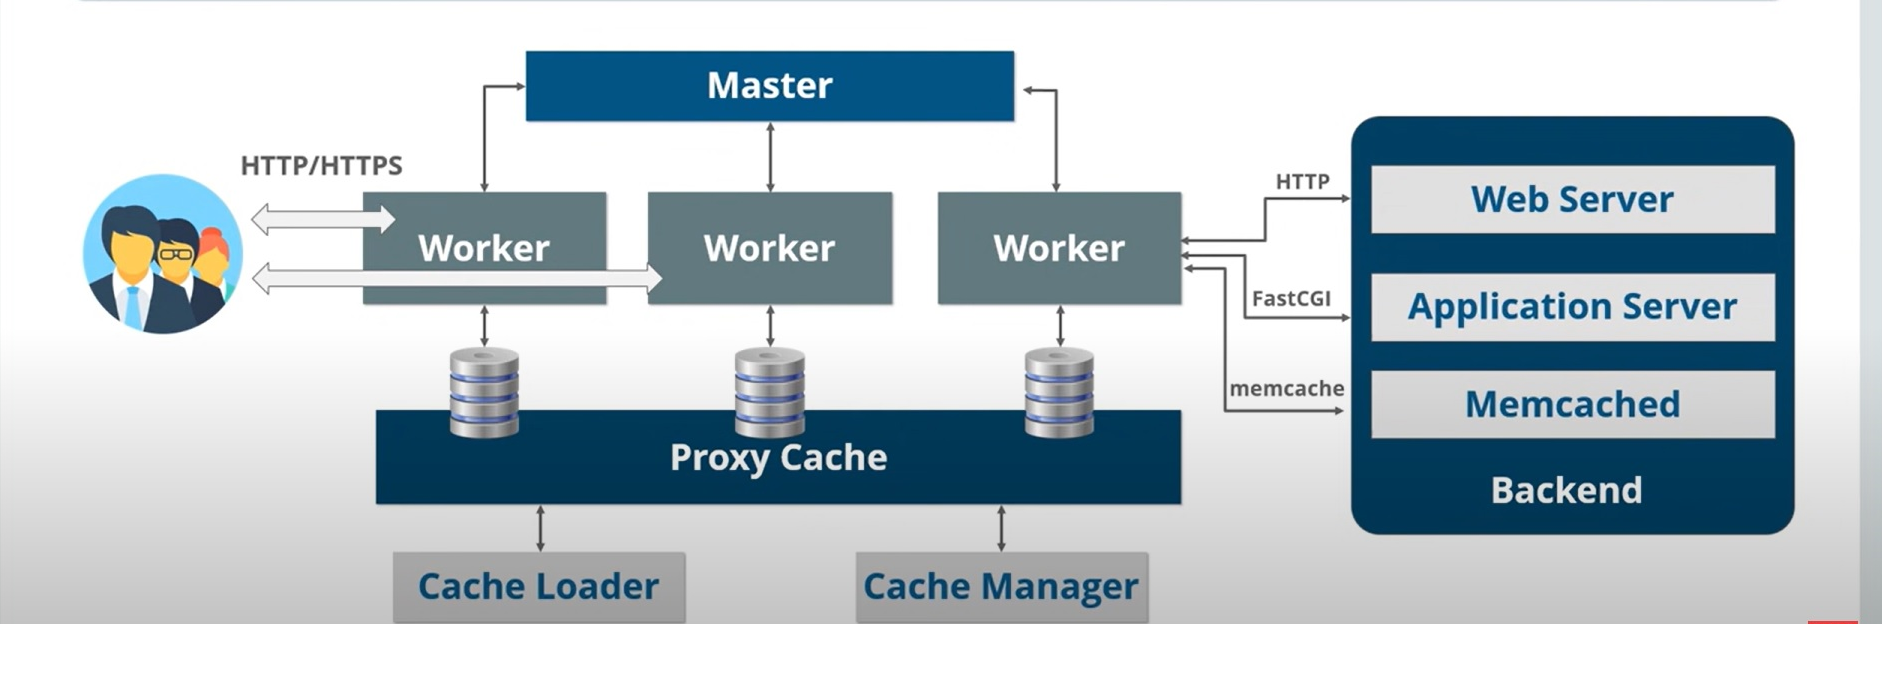 Master
HTTP/HTTPS
Worker
Worker
Worker
HTTP
Web Server
FastCGI
Application Server
memcache
Memcached
Proxy Cache
Backend
Cache Loader
Cache Manager